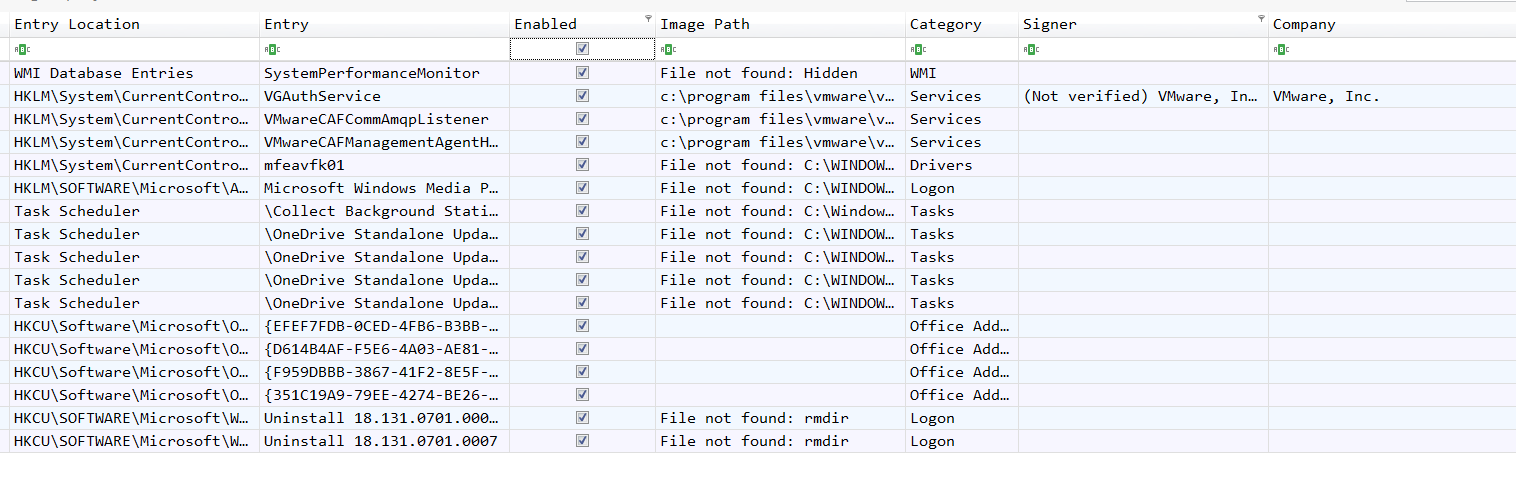 Entry Location Entry Enabled Image Path Category Signer Company
ABC ABC ABC ABC ABC ABC
WMI Database Entries SystemPerformanceMonitor File not found: Hidden WMI
HKLM\System\CurrentContro… VGAuthService c:\program files\vmware\v… Services (Not verified) VMware, In… VMware, Inc.
HKLM\System\CurrentContro… VMwareCAFCommAmqpListener c:\program files\vmware\v… Services
HKLM\System\CurrentContro… VMwareCAFManagementAgentH… c:\program files\vmware\v… Services
HKLM\System\CurrentContro… mfeavfk01 File not found: C:\WINDOW… Drivers
HKLM\SOFTWARE\Microsoft\A… Microsoft Windows Media P… File not found: C:\WINDOW… Logon
Task Scheduler \Collect Background Stati… File not found: C:\Window… Tasks
Task Scheduler \OneDrive Standalone Upda… File not found: C:\WINDOW… Tasks
Task Scheduler \OneDrive Standalone Upda… File not found: C:\WINDOW… Tasks
Task Scheduler \OneDrive Standalone Upda… File not found: C:\WINDOW… Tasks
Task Scheduler \OneDrive Standalone Upda… File not found: C:\WINDOW… Tasks
HKCU\Software\Microsoft\O… {EFEF7FDB-0CED-4FB6-B3BB-… Office Add…
HKCU\Software\Microsoft\O… {D614B4AF-F5E6-4A03-AE81-… Office Add…
HKCU\Software\Microsoft\O… {F959DBBB-3867-41F2-8E5F-… Office Add…
HKCU\Software\Microsoft\O… {351C19A9-79EE-4274-BE26-… Office Add…
HKCU\SOFTWARE\Microsoft\W… Uninstall 18.131.0701.000… File not found: rmdir Logon
HKCU\SOFTWARE\Microsoft\W… Uninstall 18.131.0701.0007 File not found: rmdir Logon